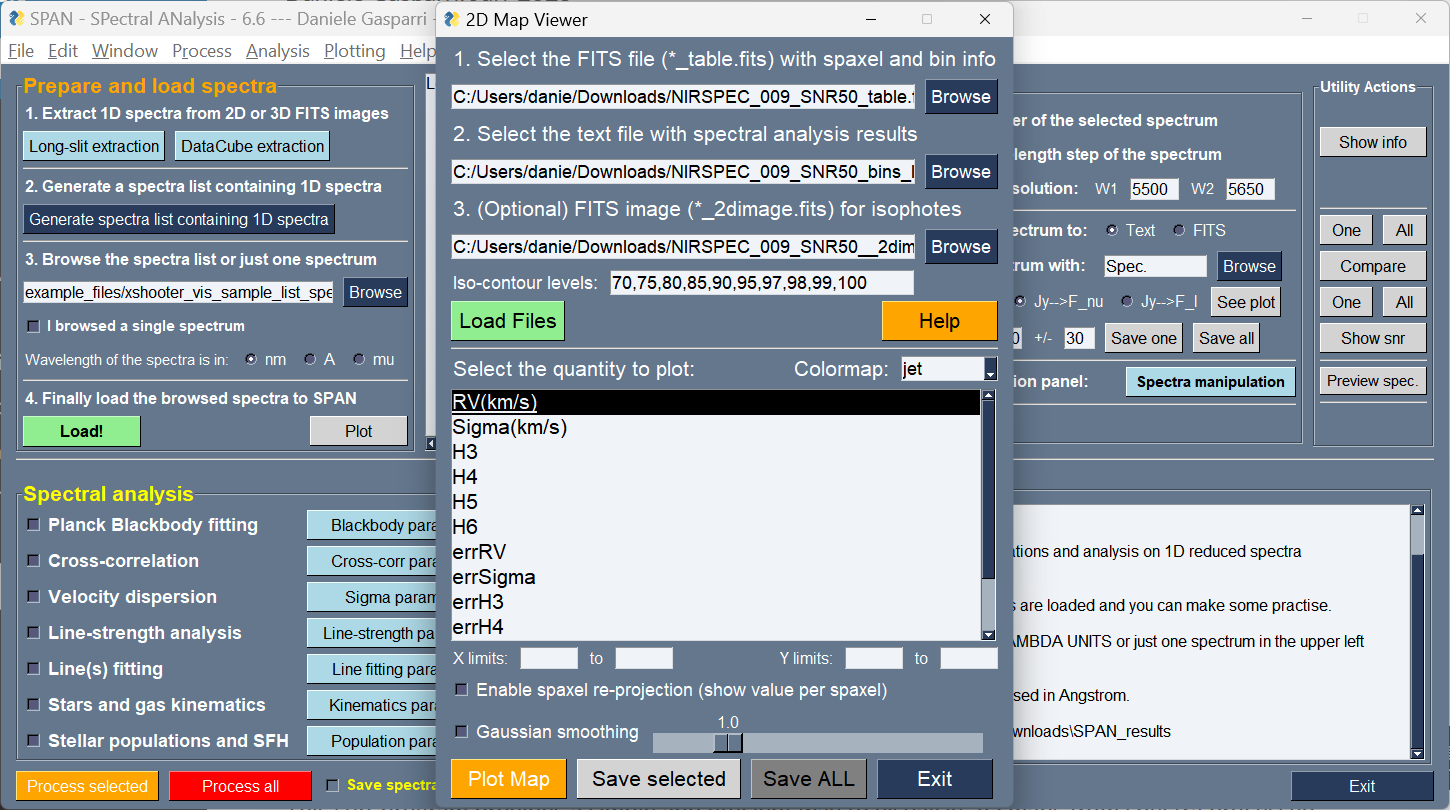 SPAN - SPectral ANalysis - 6.6 --- Daniele Gasparri -
File Edit Window Process Analysis Plotting Help
Prepare and load spectra
1. Extract 1D spectra from 2D or 3D FITS images
Long-slit extraction DataCube extraction
2. Generate a spectra list containing 1D spectra
Generate spectra list containing 1D spectra
3. Browse the spectra list or just one spectrum
example_files/xshooter_vis_sample_list_spe Browse
I browsed a single spectrum
Wavelength of the spectra is in: nm A mu
4. Finally load the browsed spectra to SPAN
Load! Plot
Spectral analysis
Planck Blackbody fitting Blackbody para
Cross-correlation Cross-corr para
Velocity dispersion Sigma param
Line-strength analysis Line-strength pa
Line(s) fitting Line fitting para
Stars and gas kinematics Kinematics para
Stellar populations and SFH Population para
Process selected Process all Save spectra
2D Map Viewer
1. Select the FITS file (*_table.fits) with spaxel and bin info
C:/Users/danie/Downloads/NIRSPEC_009_SNR50_table.f Browse
2. Select the text file with spectral analysis results
C:/Users/danie/Downloads/NIRSPEC_009_SNR50_bins_l Browse
3. (Optional) FITS image (*_2dimage.fits) for isophotes
C:/Users/danie/Downloads/NIRSPEC_009_SNR50__2dim Browse
Iso-contour levels: 70,75,80,85,90,95,97,98,99,100
Load Files Help
Select the quantity to plot: Colormap: jet
RV(km/s)
Sigma(km/s)
H3
H4
H5
H6
errRV
errSigma
errH3
errH4
X limits: to Y limits: to
Enable spaxel re-projection (show value per spaxel)
1.0
Gaussian smoothing
Plot Map Save selected Save ALL Exit
er of the selected spectrum
length step of the spectrum
solution: W1 5500 W2 5650
ectrum to: Text FITS
trum with: Spec. Browse
Jy-->F_nu Jy-->F_l See plot
0 +/- 30 Save one Save all
ion panel: Spectra manipulation
Utility Actions
Show info
One All
Compare
One All
Show snr
Preview spec.
ations and analysis on 1D reduced spectra
s are loaded and you can make some practise.
AMBDA UNITS or just one spectrum in the upper left
sed in Angstrom.
wnloads\SPAN_results
Exit